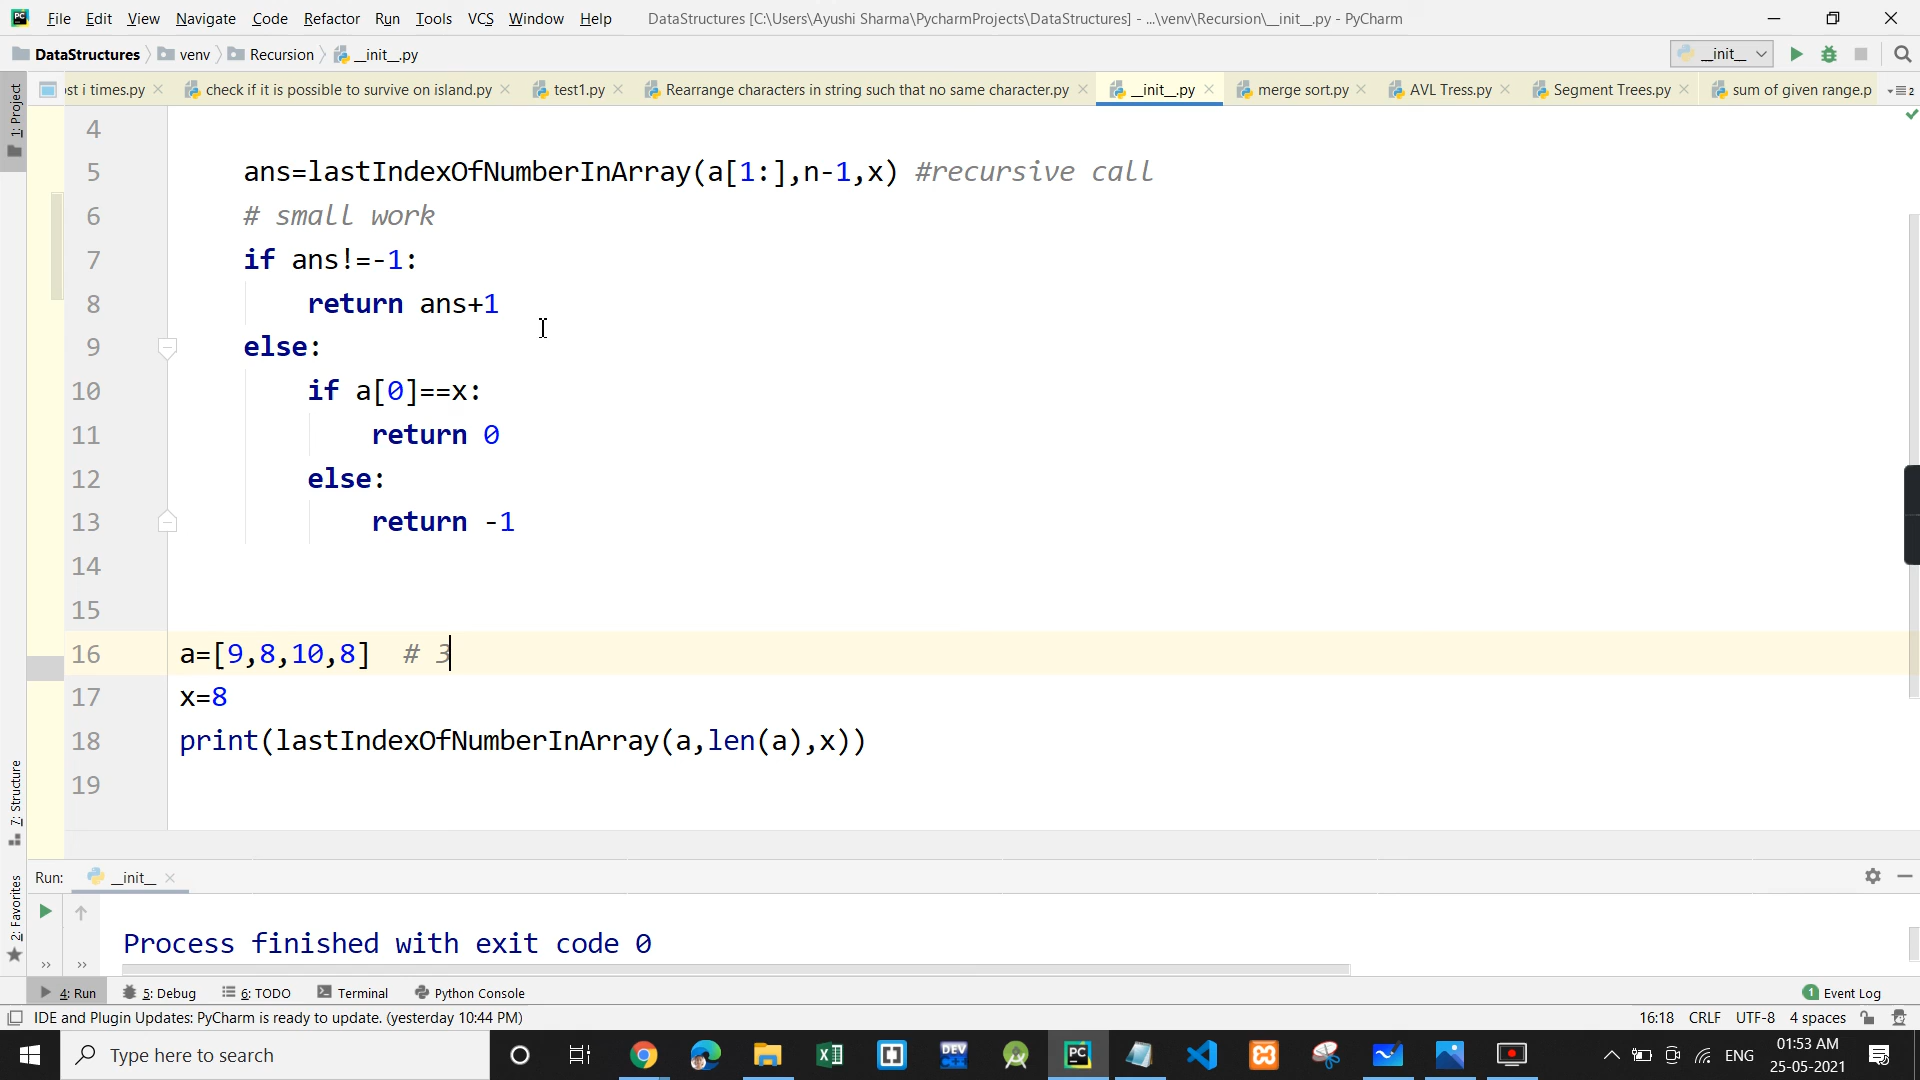 File Edit View Navigate Code Refactor Run Tools VCS Window Help DataStructures [C:\Users\Ayushi Sharma\PycharmProjects\DataStructures] - ...\venv\Recursion\__init__.py - PyCharm
DataStructures venv Recursion __init__.py __init__
1: Project
ost i times.py check if it is possible to survive on island.py test1.py Rearrange characters in string such that no same character.py __init__.py merge sort.py AVL Tress.py Segment Trees.py sum of given range.p 2
4
5 ans=lastIndexOfNumberInArray(a[1:],n-1,x) #recursive call
6 # small work
7 if ans!=-1:
8 return ans+1
9 else:
10 if a[0]==x:
11 return 0
12 else:
13 return -1
14
15
16 a=[9,8,10,8] # 3
17 x=8
18 print(lastIndexOfNumberInArray(a,len(a),x))
19
7: Structure
2: Favorites
Run: __init__
Process finished with exit code 0
4: Run 5: Debug 6: TODO Terminal Python Console 1 Event Log
IDE and Plugin Updates: PyCharm is ready to update. (yesterday 10:44 PM) 16:18 CRLF UTF-8 4 spaces
Type here to search DEV ENG 01:53 AM
25-05-2021